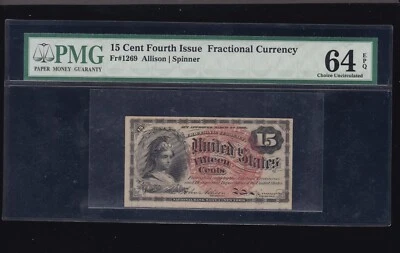 PMG
PAPER MONEY GUARANTY
15 Cent Fourth Issue Fractional Currency
Fr#1269 Allison | Spinner
64 EPQ
Choice Uncirculated
15
United States
Fifteen
Cents